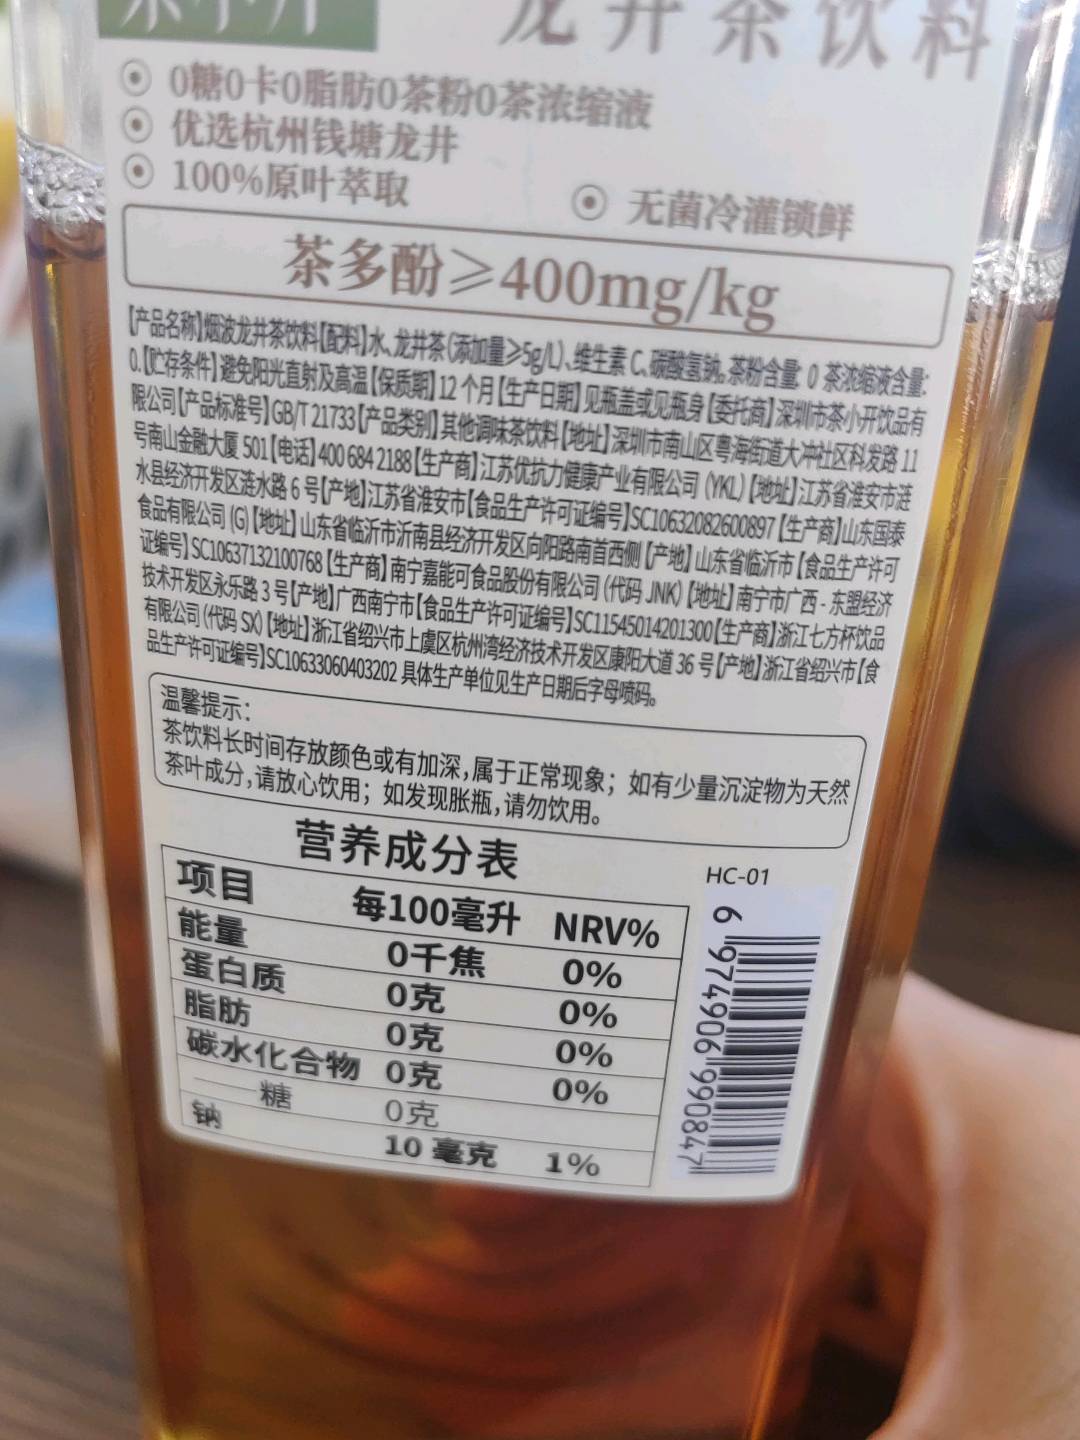 茶小开
龙井茶饮料
0糖0卡0脂肪0茶粉0茶浓缩液
优选杭州钱塘龙井
100%原叶萃取
无菌冷灌锁鲜
茶多酚≥400mg/kg
【产品名称】烟波龙井茶饮料【配料】水、龙井茶(添加量≥5g/L)、维生素 C、碳酸氢钠。茶粉含量: 0 茶浓缩液含量:
0.【贮存条件】避免阳光直射及高温【保质期】12 个月【生产日期】见瓶盖或见瓶身【委托商】深圳市茶小开饮品有
限公司【产品标准号】GB/T 21733【产品类别】其他调味茶饮料【地址】深圳市南山区粤海街道大冲社区科发路 11
号南山金融大厦 501【电话】400 684 2188【生产商】江苏优抗力健康产业有限公司 (YKL)【地址】江苏省淮安市涟
水县经济开发区涟水路 6 号【产地】江苏省淮安市【食品生产许可证编号】SC10632082600897【生产商】山东国泰
食品有限公司 (G)【地址】山东省临沂市沂南县经济开发区向阳路南首西侧【产地】山东省临沂市【食品生产许可
证编号】SC10637132100768【生产商】南宁嘉能可食品股份有限公司 (代码 JNK)【地址】南宁市广西 - 东盟经济
技术开发区永乐路 3 号【产地】广西南宁市【食品生产许可证编号】SC11545014201300【生产商】浙江七方杯饮品
有限公司 (代码 SX)【地址】浙江省绍兴市上虞区杭州湾经济技术开发区康阳大道 36 号【产地】浙江省绍兴市【食
品生产许可证编号】SC10633060403202 具体生产单位见生产日期后字母喷码。
温馨提示:
茶饮料长时间存放颜色或有加深,属于正常现象；如有少量沉淀物为天然
茶叶成分,请放心饮用；如发现胀瓶,请勿饮用。
营养成分表
项目 每100毫升 NRV%
能量 0千焦 0%
蛋白质 0克 0%
脂肪 0克 0%
碳水化合物 0克 0%
——糖 0克
钠 10 毫克 1%
HC-01
6 974906 990847